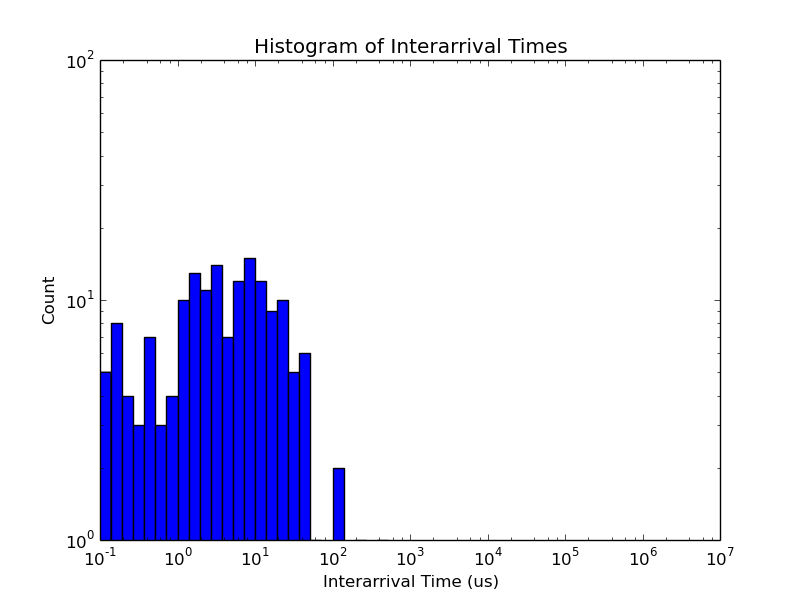 Histogram of Interarrival Times
10^2
10^1
10^0
Count
10^-1 10^0 10^1 10^2 10^3 10^4 10^5 10^6 10^7
Interarrival Time (us)